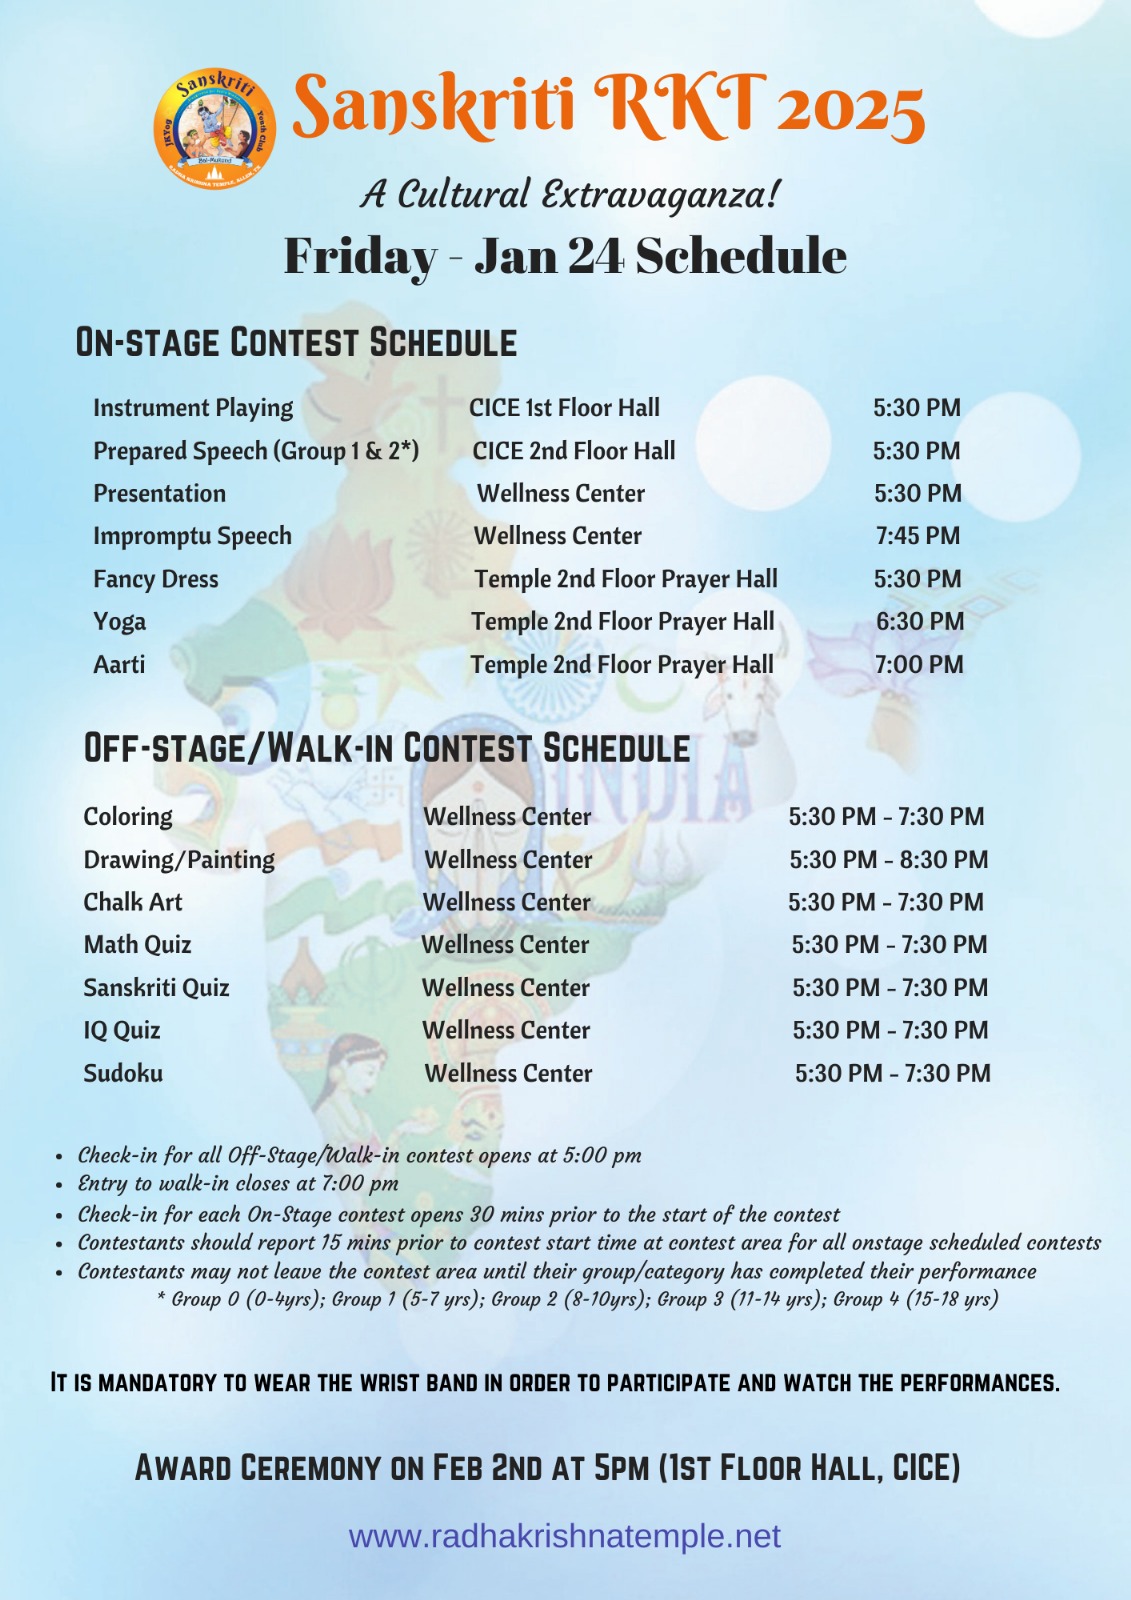 Sanskriti
JKYog
Youth Club
Bal-Mukund
RADHA KRISHNA TEMPLE, ALLEN, TX
Sanskriti RKT 2025
A Cultural Extravaganza!
Friday - Jan 24 Schedule
On-stage Contest Schedule
Instrument Playing CICE 1st Floor Hall 5:30 PM
Prepared Speech (Group 1 & 2*) CICE 2nd Floor Hall 5:30 PM
Presentation Wellness Center 5:30 PM
Impromptu Speech Wellness Center 7:45 PM
Fancy Dress Temple 2nd Floor Prayer Hall 5:30 PM
Yoga Temple 2nd Floor Prayer Hall 6:30 PM
Aarti Temple 2nd Floor Prayer Hall 7:00 PM
Off-stage/Walk-in Contest Schedule
INDIA
Coloring Wellness Center 5:30 PM - 7:30 PM
Drawing/Painting Wellness Center 5:30 PM - 8:30 PM
Chalk Art Wellness Center 5:30 PM - 7:30 PM
Math Quiz Wellness Center 5:30 PM - 7:30 PM
Sanskriti Quiz Wellness Center 5:30 PM - 7:30 PM
IQ Quiz Wellness Center 5:30 PM - 7:30 PM
Sudoku Wellness Center 5:30 PM - 7:30 PM
• Check-in for all Off-Stage/Walk-in contest opens at 5:00 pm
• Entry to walk-in closes at 7:00 pm
• Check-in for each On-Stage contest opens 30 mins prior to the start of the contest
• Contestants should report 15 mins prior to contest start time at contest area for all onstage scheduled contests
• Contestants may not leave the contest area until their group/category has completed their performance
* Group 0 (0-4yrs); Group 1 (5-7 yrs); Group 2 (8-10yrs); Group 3 (11-14 yrs); Group 4 (15-18 yrs)
It is mandatory to wear the wrist band in order to participate and watch the performances.
Award Ceremony on Feb 2nd at 5pm (1st Floor Hall, CICE)
www.radhakrishnatemple.net